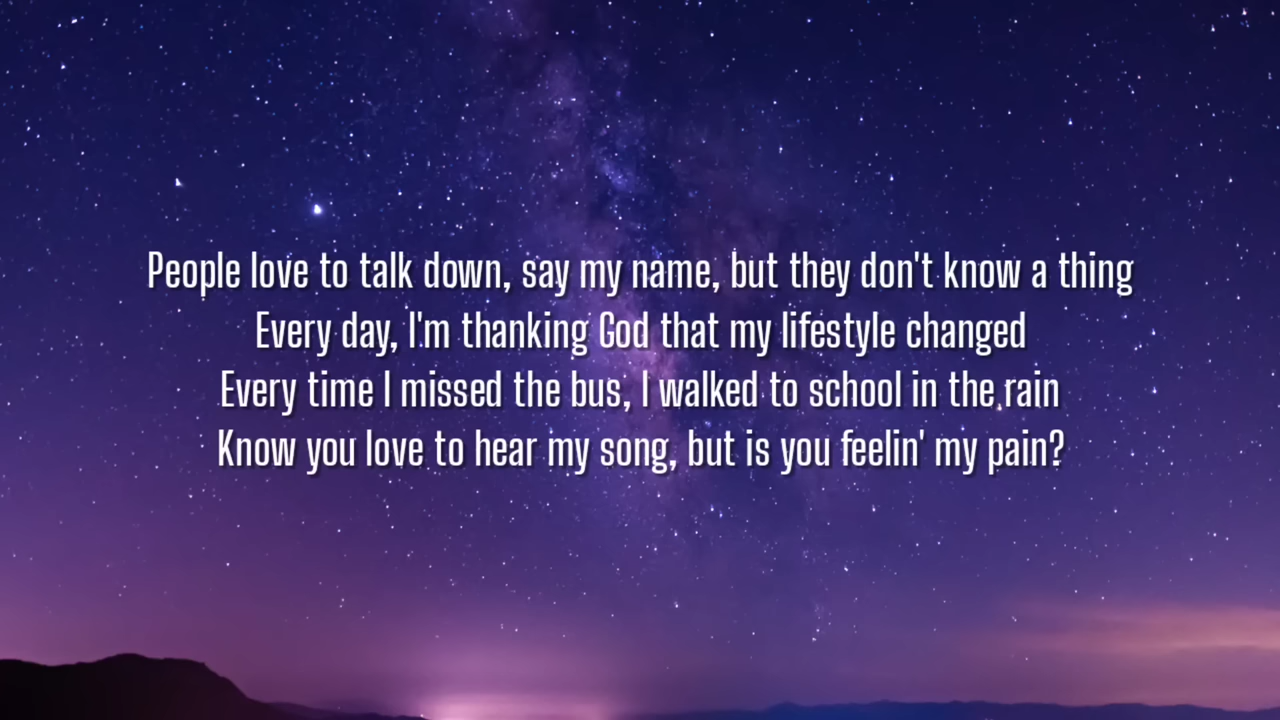 People love to talk down, say my name, but they don't know a thing
Every day, I'm thanking God that my lifestyle changed
Every time I missed the bus, I walked to school in the rain
Know you love to hear my song, but is you feelin' my pain?